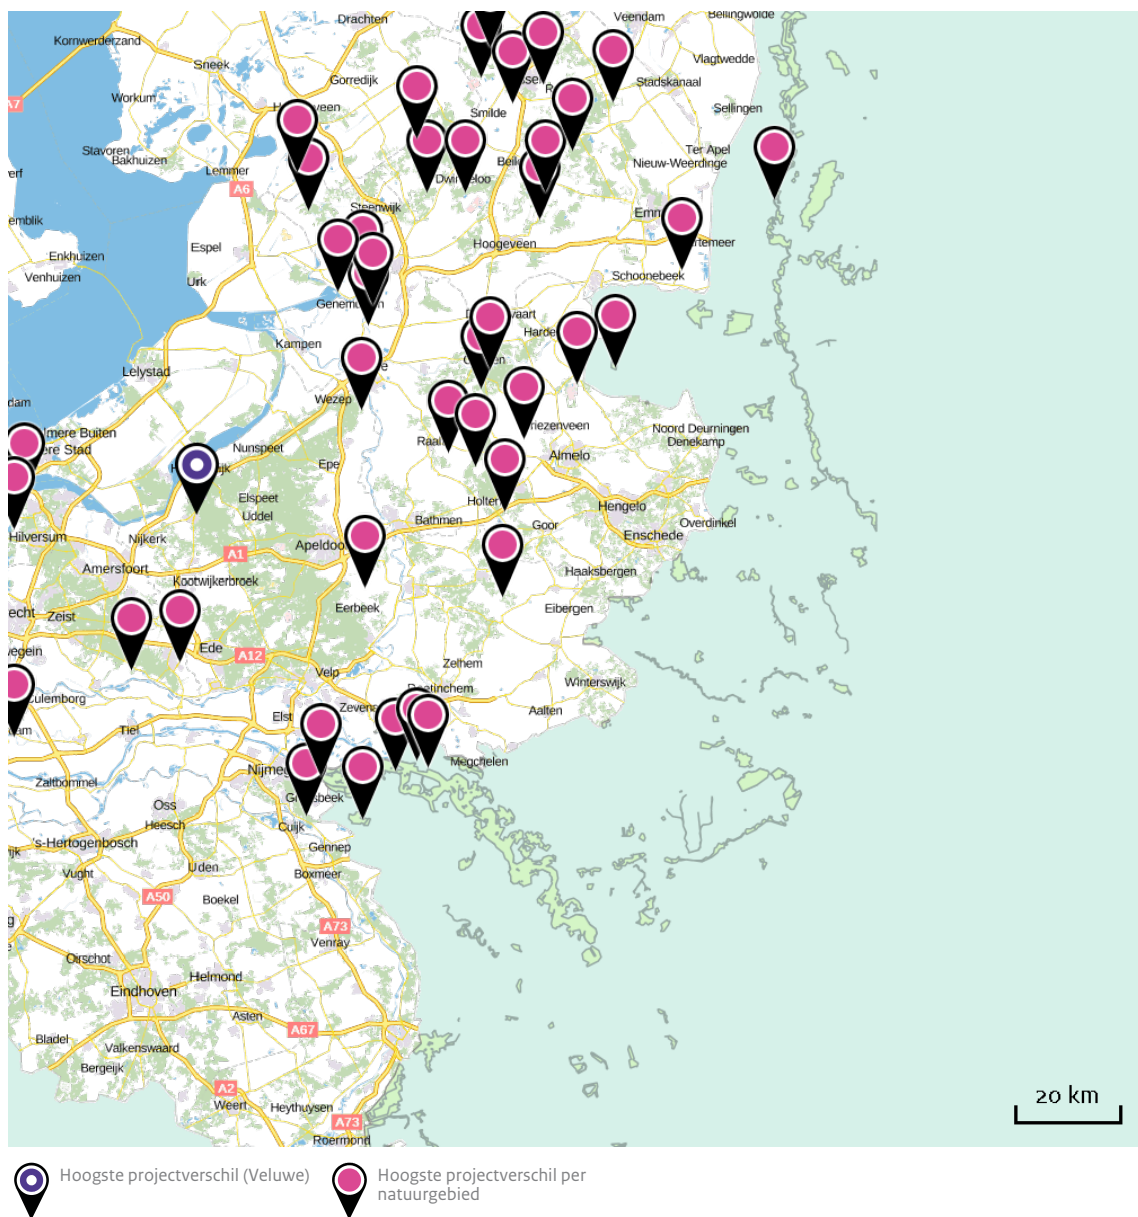 Drachten
Veendam
Bellingwolde
Kornwerderzand
Sneek
Vlagtwedde
Gorredijk
Stadskanaal
A7
Workum
Smilde
Sellingen
Stavoren
Bakhuizen
Lemmer
Ter Apel
Nieuw-Weerdinge
A6
Steenwijk
Espel
Hoogeveen
Enkhuizen
Venhuizen
Urk
Schoonebeek
Kampen
Lelystad
Wezep
Noord Deurningen
Denekamp
Nunspeet
Almelo
Epe
Elspeet
Uddel
Bathmen
Hengelo
Goor
Overdinkel
Enschede
Hilversum
Nijkerk
A1
Amersfoort
Haaksbergen
Kootwijkerbroek
Zeist
Eerbeek
Eibergen
Ede
A12
Velp
Zelhem
Winterswijk
Culemborg
Elst
Aalten
Tiel
Megchelen
Zaltbommel
Oss
Heesch
Cuijk
's-Hertogenbosch
Gennep
Vught
Uden
Boxmeer
A50
Boekel
A73
Venray
Oirschot
Helmond
Eindhoven
Asten
A67
Bladel
Valkenswaard
Bergeijk
A2
Weert
Heythuysen
A73
Roermond
20 km
Hoogste projectverschil (Veluwe)
Hoogste projectverschil per
natuurgebied